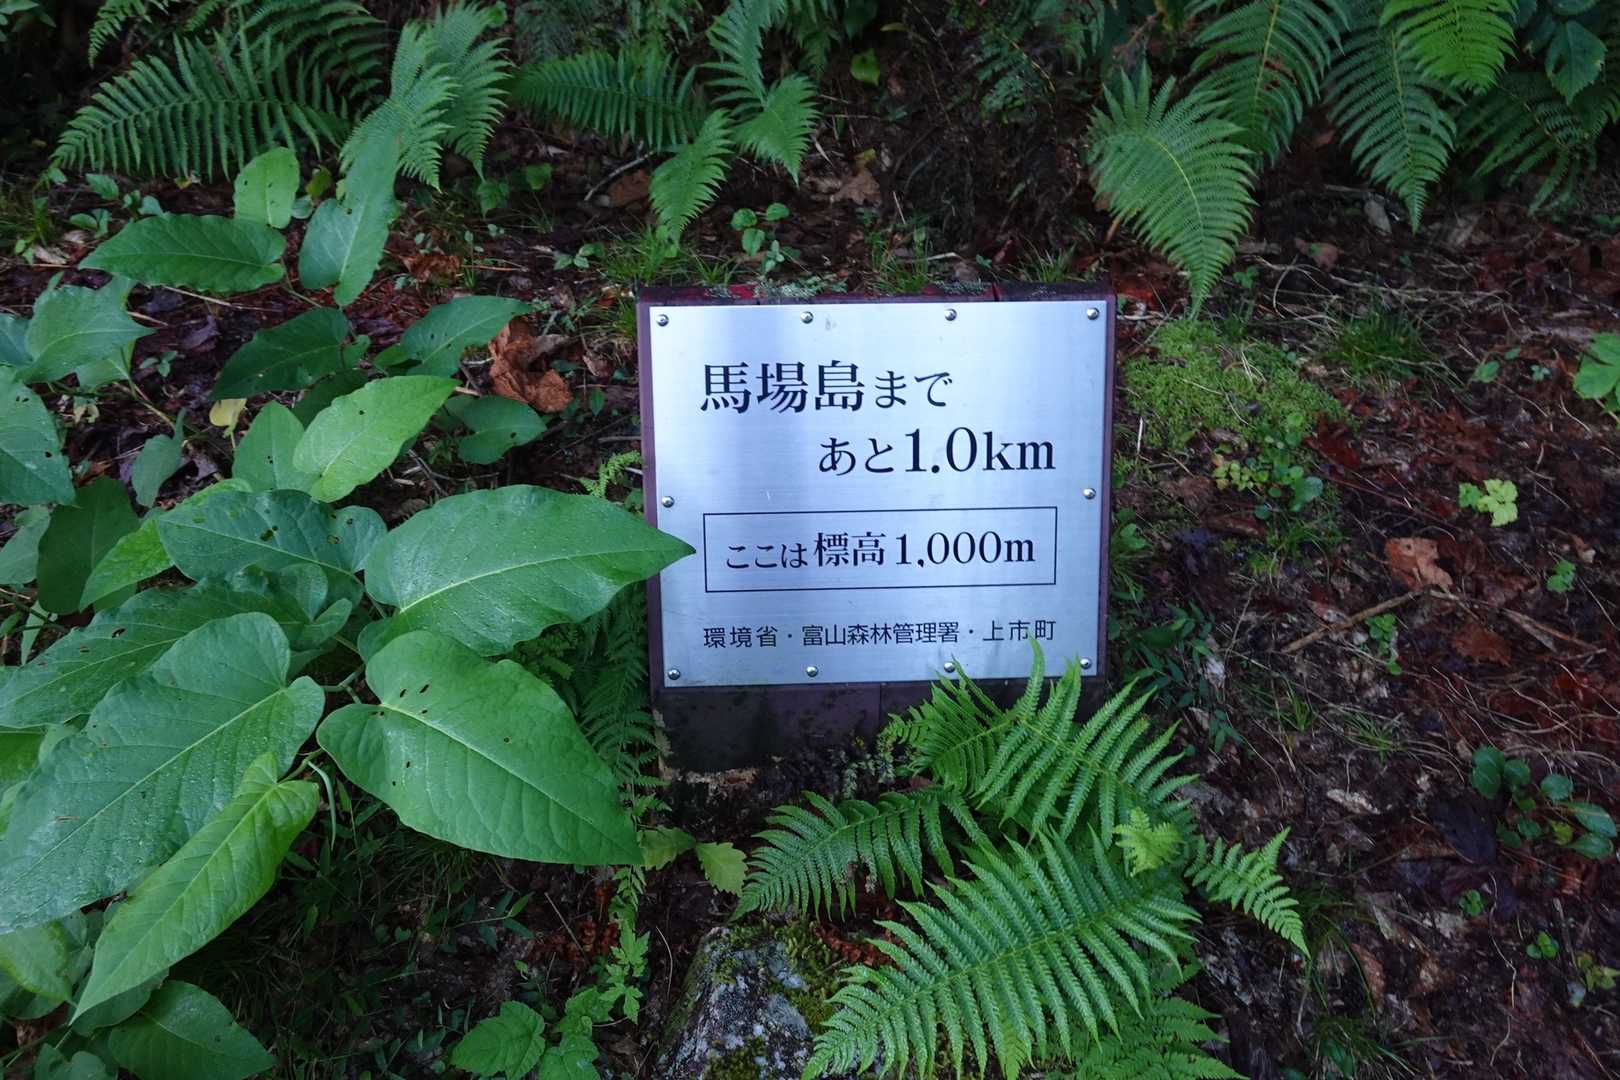 馬場島まで
あと1.0km
ここは標高1,000m
環境省・富山森林管理署・上市町